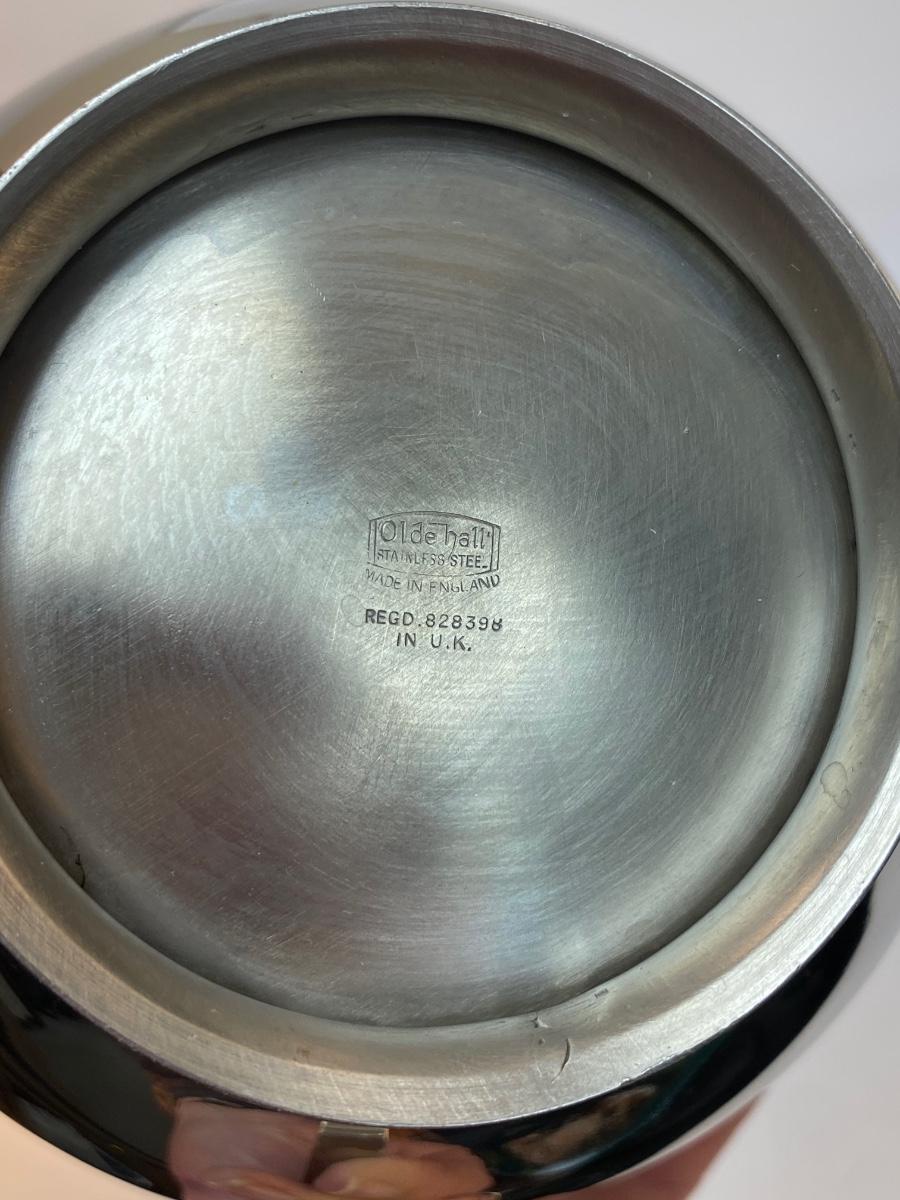 Olde hall
STAINLESS STEEL
MADE IN ENGLAND
REGD. 828398
IN U.K.